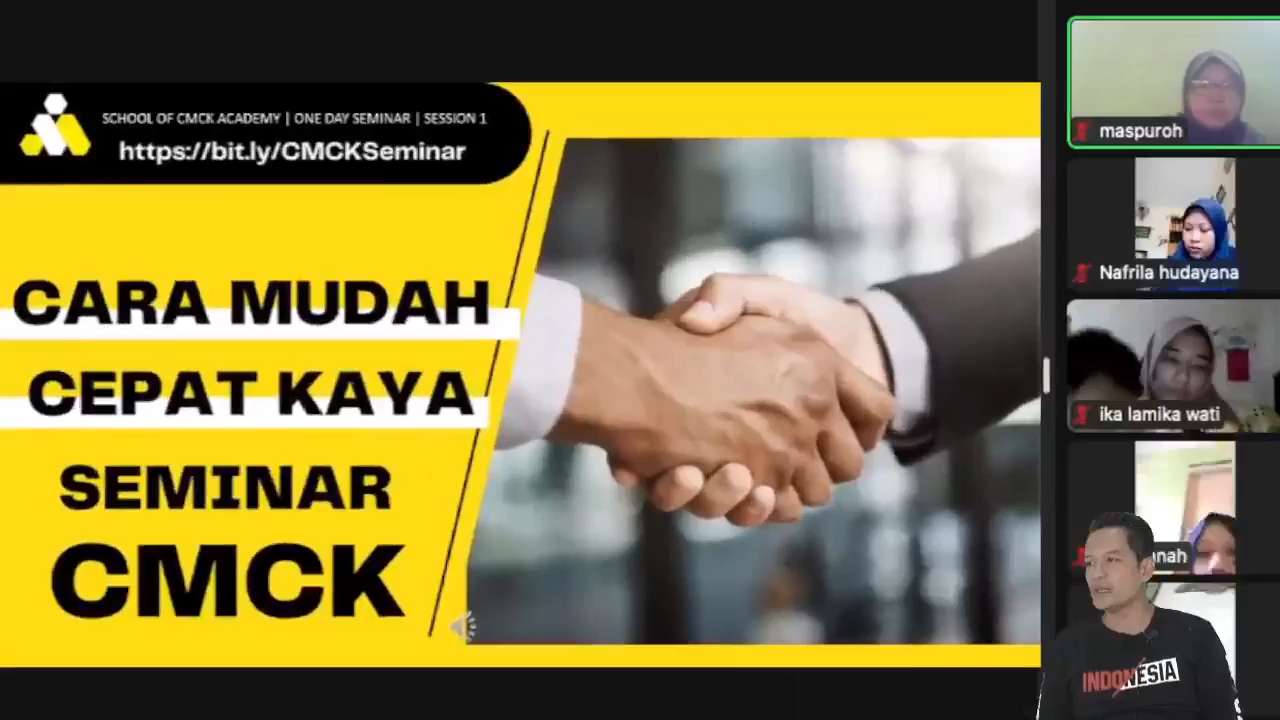 SCHOOL OF CMCK ACADEMY | ONE DAY SEMINAR | SESSION 1
https://bit.ly/CMCKSeminar
CARA MUDAH
CEPAT KAYA
SEMINAR
CMCK
maspuroh
Nafrila hudayana
ika lamika wati
INDONESIA